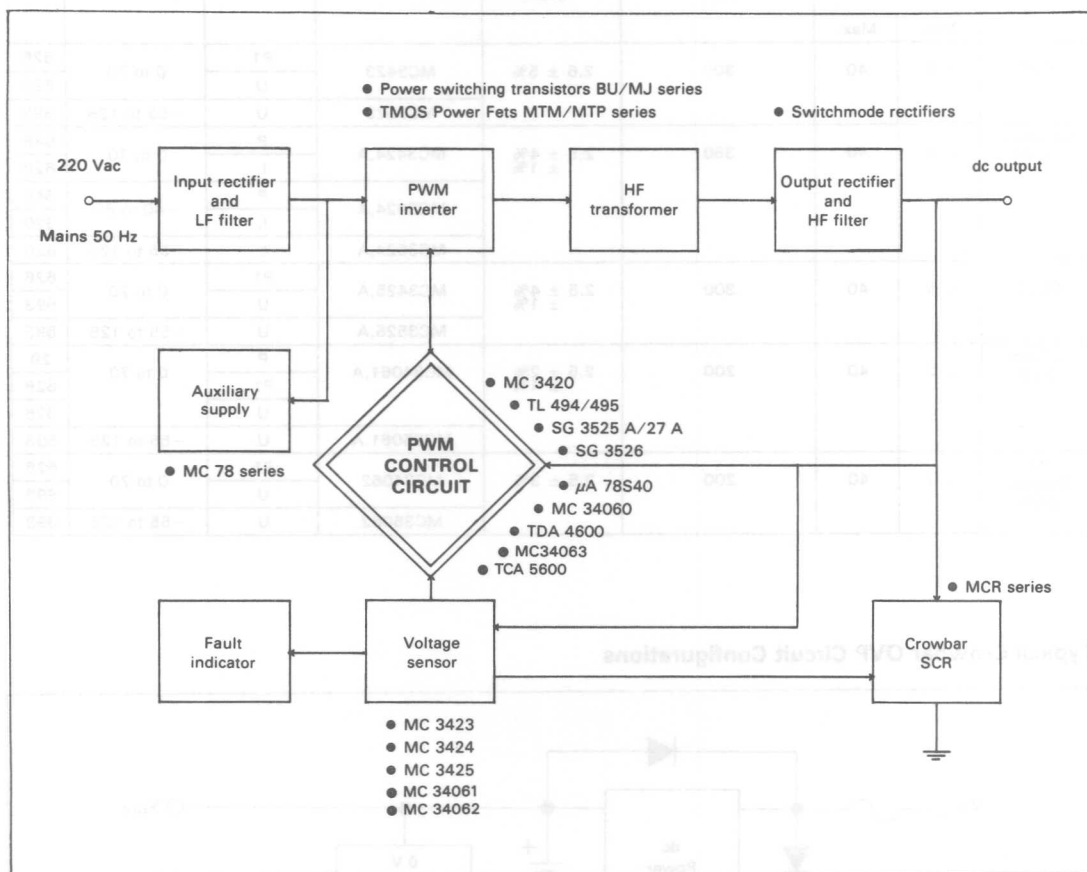 ● Power switching transistors BU/MJ series
● TMOS Power Fets MTM/MTP series
● Switchmode rectifiers
220 Vac
Mains 50 Hz
Input rectifier
and
LF filter
PWM
inverter
HF
transformer
Output rectifier
and
HF filter
dc output
Auxiliary
supply
● MC 78 series
PWM
CONTROL
CIRCUIT
● MC 3420
● TL 494/495
● SG 3525 A/27 A
● SG 3526
● μA 78S40
● MC 34060
● TDA 4600
● MC34063
● TCA 5600
Fault
indicator
Voltage
sensor
● MCR series
Crowbar
SCR
● MC 3423
● MC 3424
● MC 3425
● MC 34061
● MC 34062